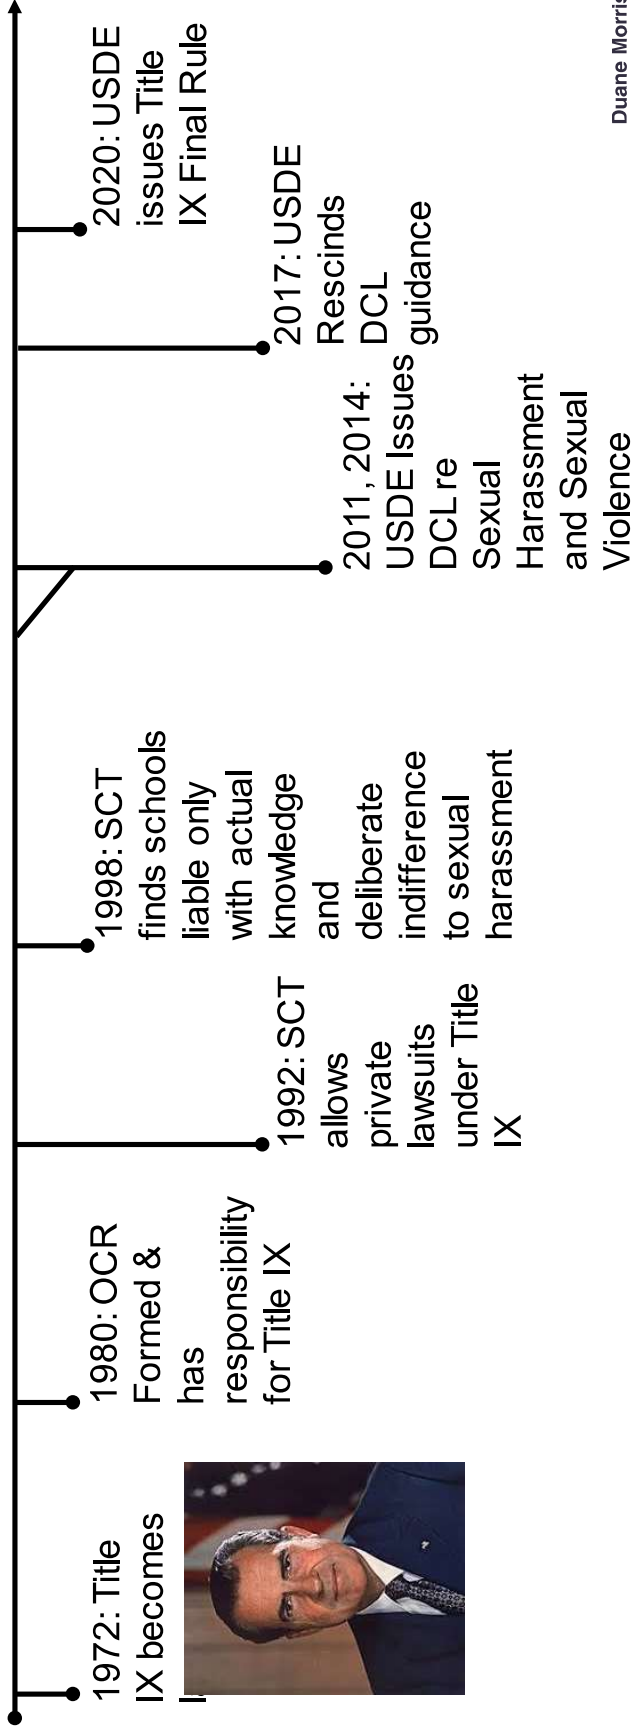 1972: Title
IX becomes
1980: OCR
Formed &
has
responsibility
for Title IX
1992: SCT
allows
private
lawsuits
under Title
IX
1998: SCT
finds schools
liable only
with actual
knowledge
and
deliberate
indifference
to sexual
harassment
2011, 2014:
USDE Issues
DCL re
Sexual
Harassment
and Sexual
Violence
2017: USDE
Rescinds
DCL
guidance
2020: USDE
issues Title
IX Final Rule
Duane Morris